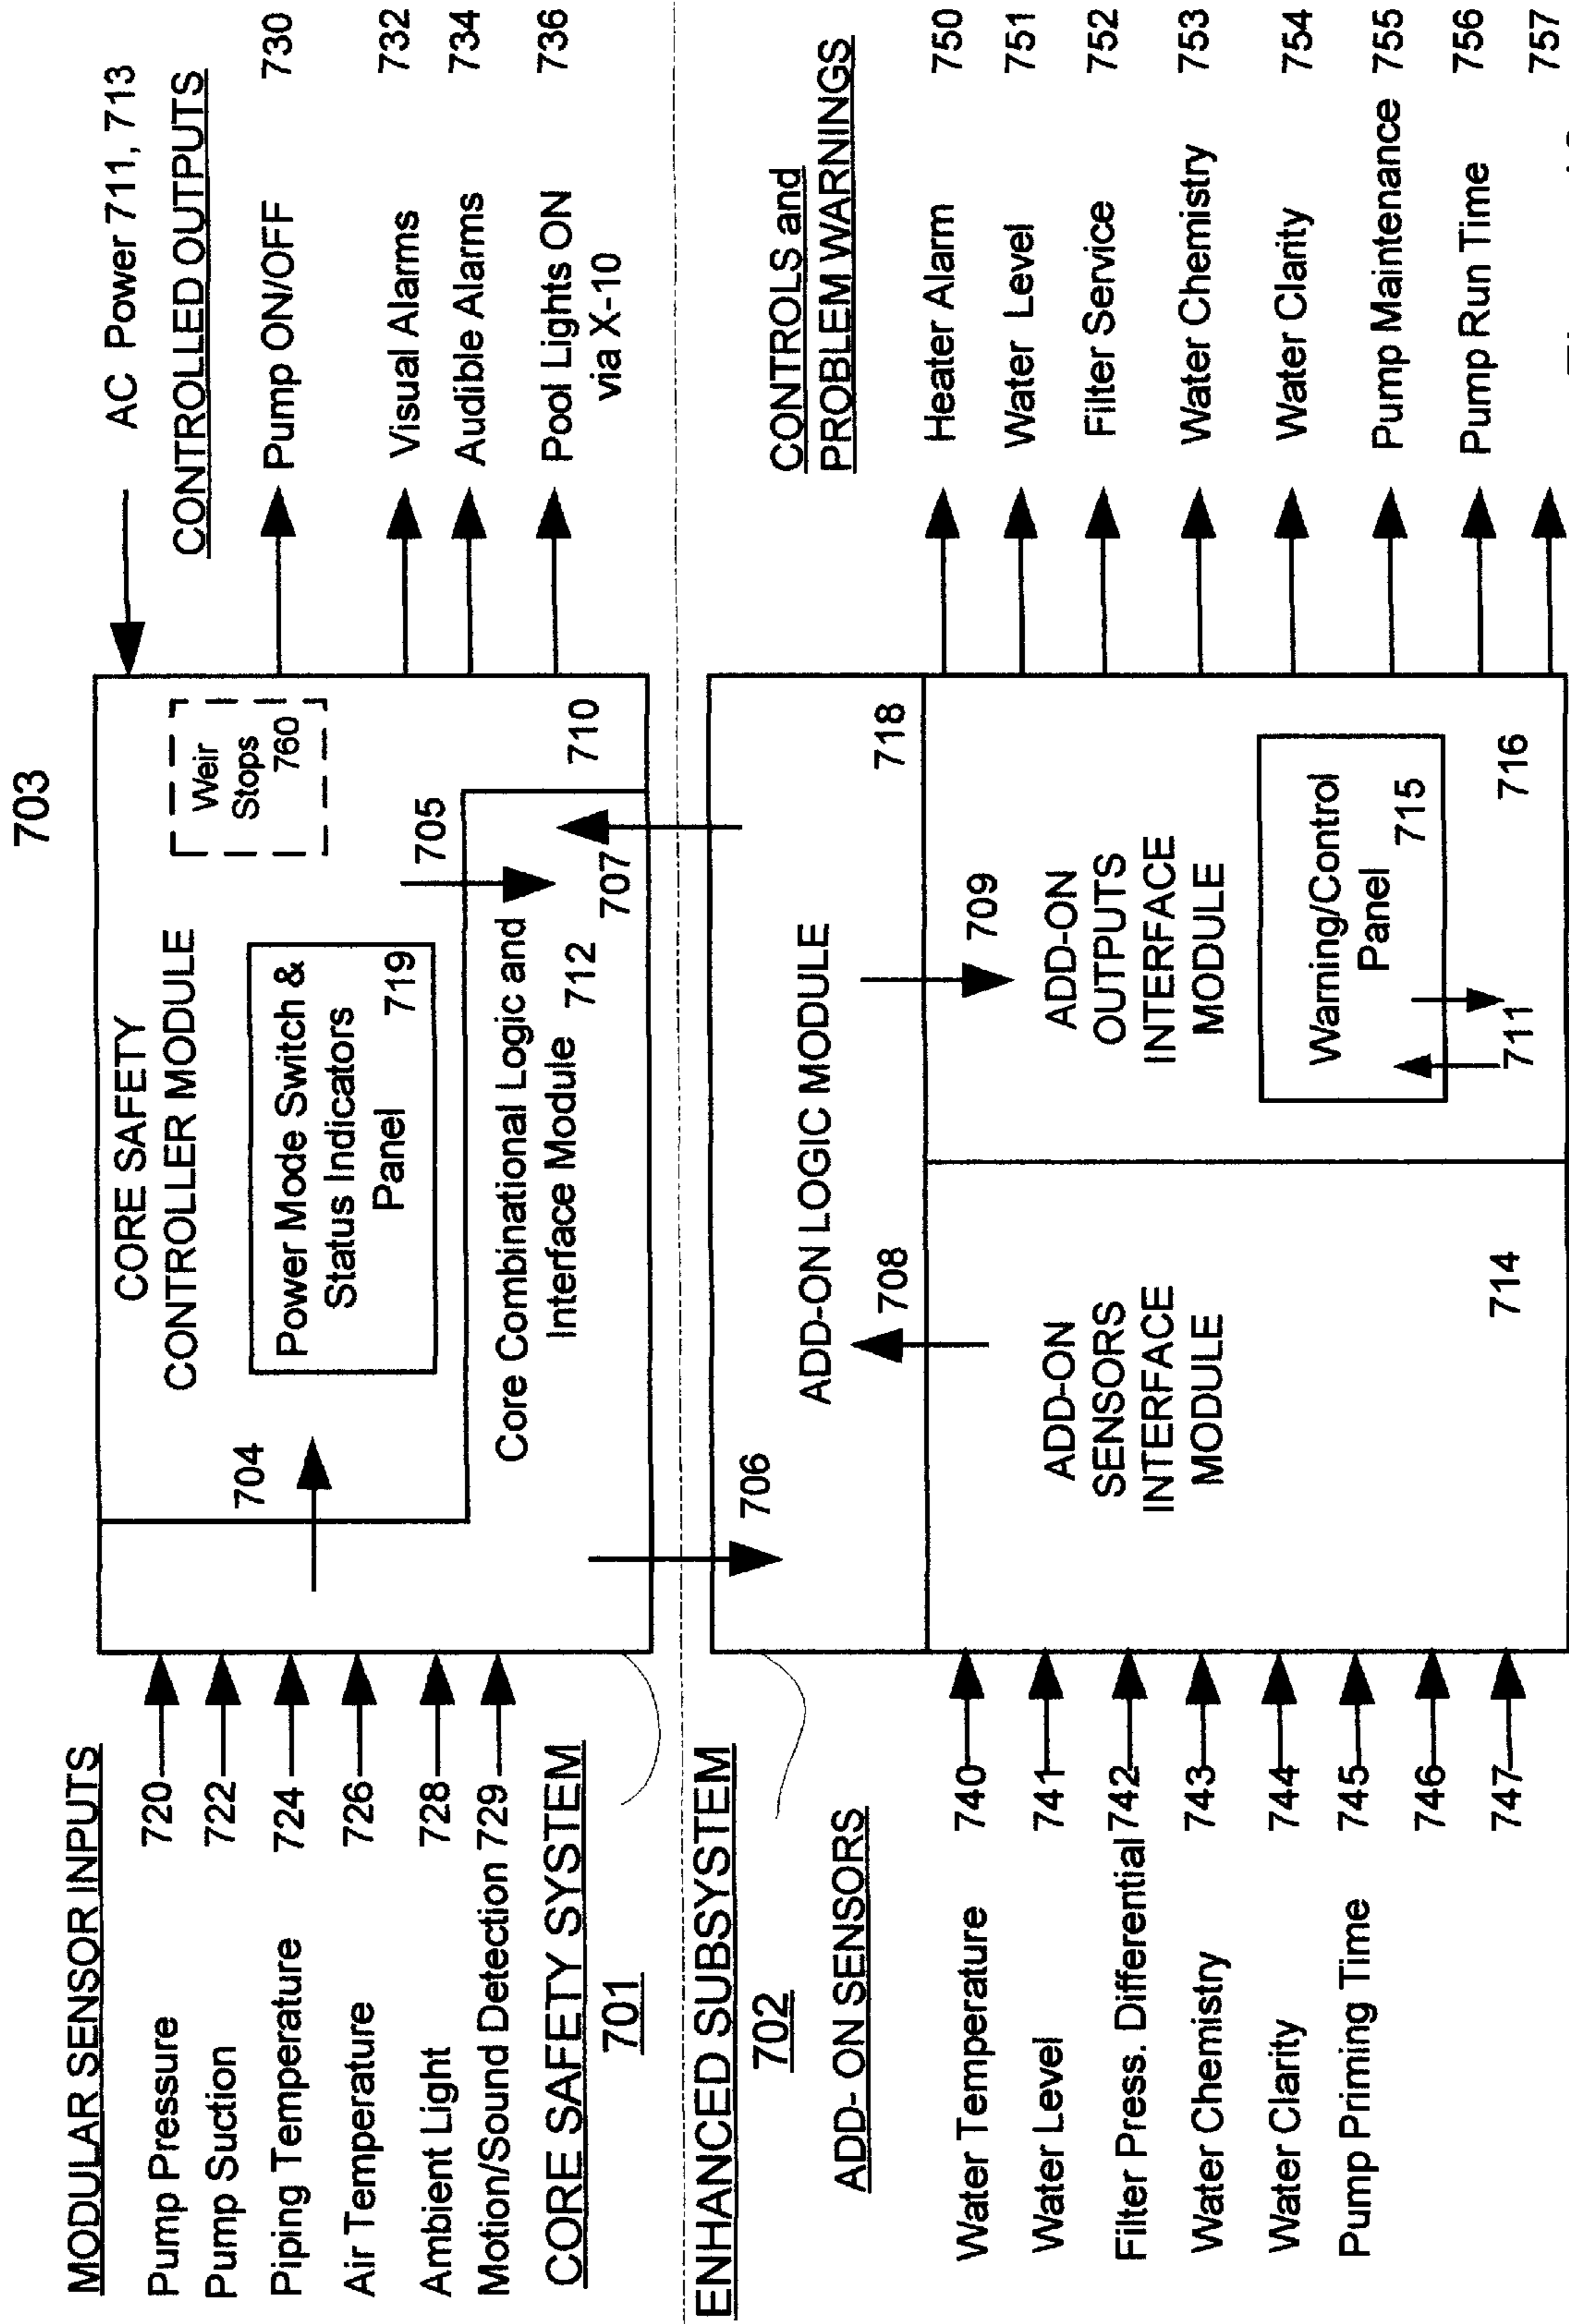 703
MODULAR SENSOR INPUTS
Pump Pressure 720
Pump Suction 722
Piping Temperature 724
Air Temperature 726
Ambient Light 728
Motion/Sound Detection 729
CORE SAFETY SYSTEM
701
CORE SAFETY
CONTROLLER MODULE
704
Power Mode Switch &
Status Indicators
Panel
719
Weir
Stops
760
705
Core Combinational Logic and
Interface Module 712
707
710
AC Power 711, 713
CONTROLLED OUTPUTS
Pump ON/OFF 730
Visual Alarms 732
Audible Alarms 734
Pool Lights ON 736
via X-10
ENHANCED SUBSYSTEM
702
ADD- ON SENSORS
Water Temperature 740
Water Level 741
Filter Press. Differential 742
Water Chemistry 743
Water Clarity 744
Pump Priming Time 745
746
747
706
ADD-ON LOGIC MODULE
718
708
709
ADD-ON
SENSORS
INTERFACE
MODULE
714
ADD-ON
OUTPUTS
INTERFACE
MODULE
Warning/Control
Panel
715
711
716
CONTROLS and
PROBLEM WARNINGS
Heater Alarm 750
Water Level 751
Filter Service 752
Water Chemistry 753
Water Clarity 754
Pump Maintenance 755
Pump Run Time 756
757